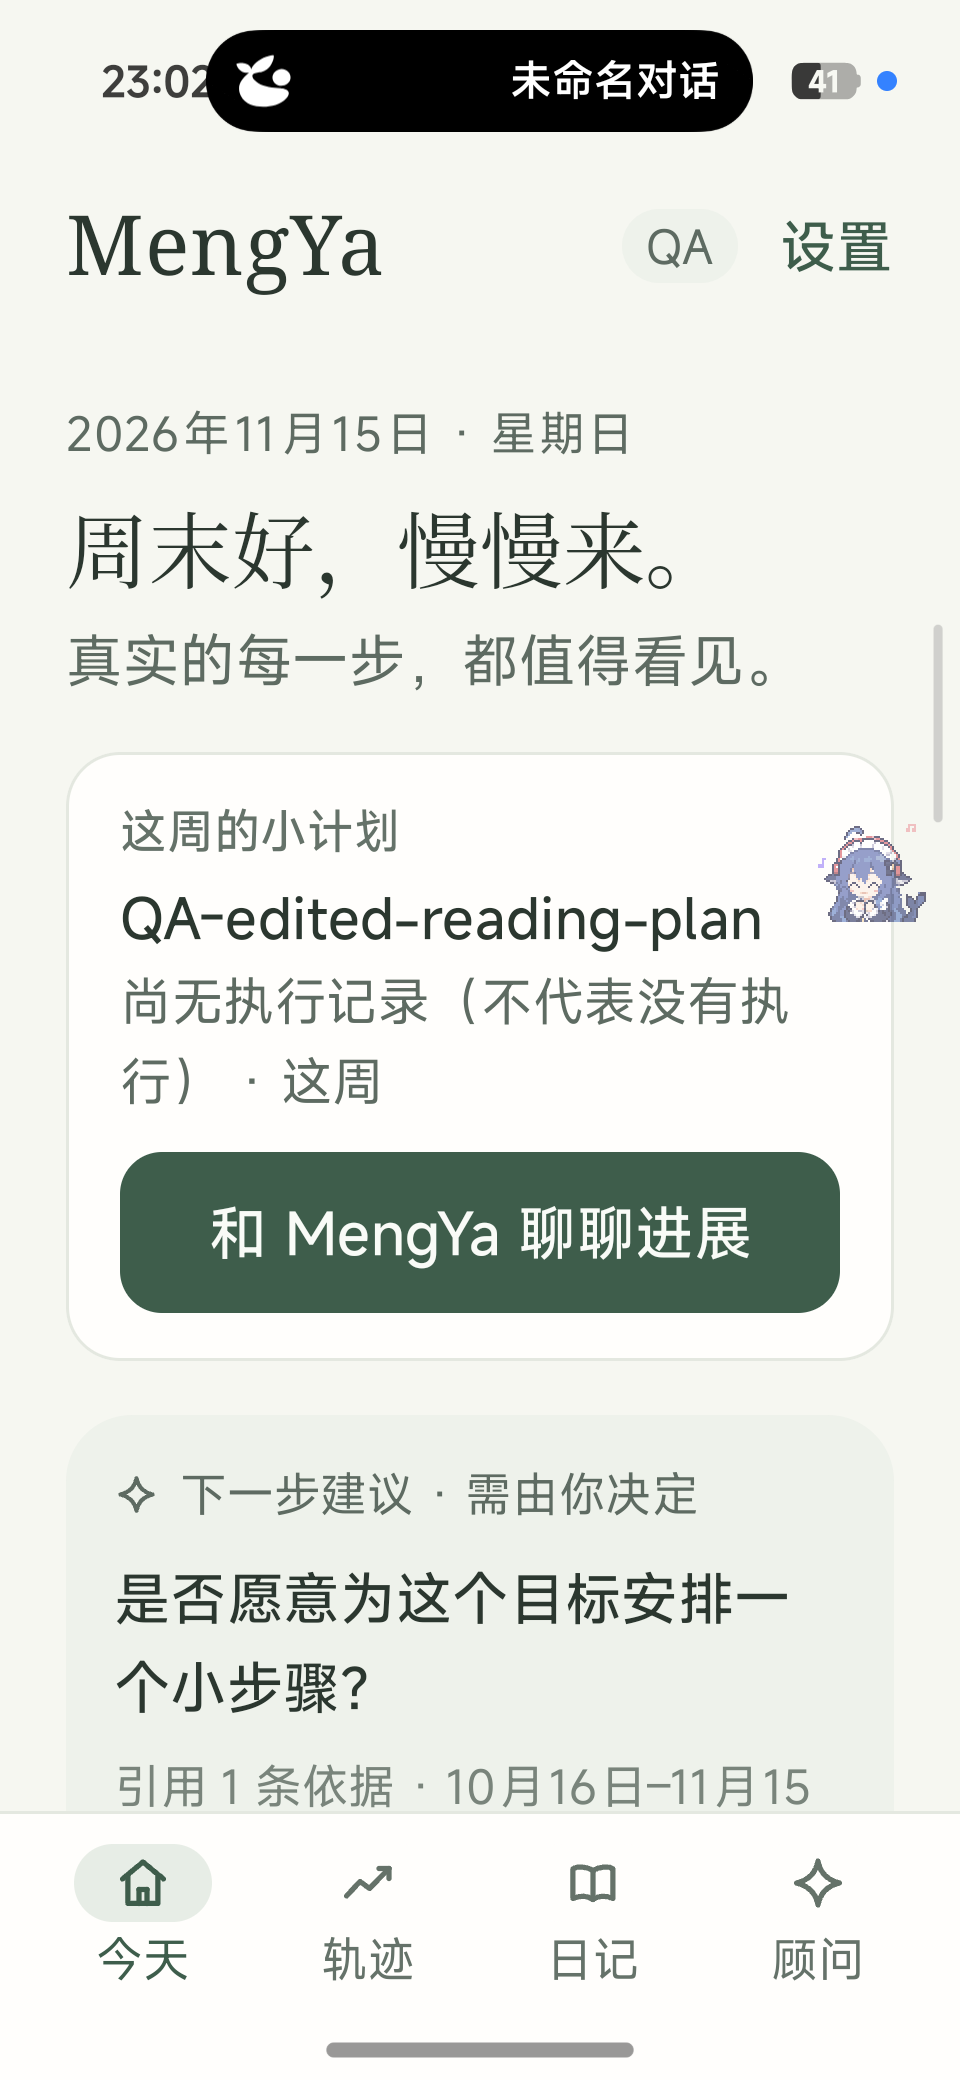 23:02
未命名对话
41
MengYa
QA
设置
2026年11月15日 · 星期日
周末好，慢慢来。
真实的每一步，都值得看见。
这周的小计划
QA-edited-reading-plan
尚无执行记录（不代表没有执
行） · 这周
和 MengYa 聊聊进展
下一步建议 · 需由你决定
是否愿意为这个目标安排一
个小步骤？
引用 1 条依据 · 10月16日–11月15
今天
轨迹
日记
顾问